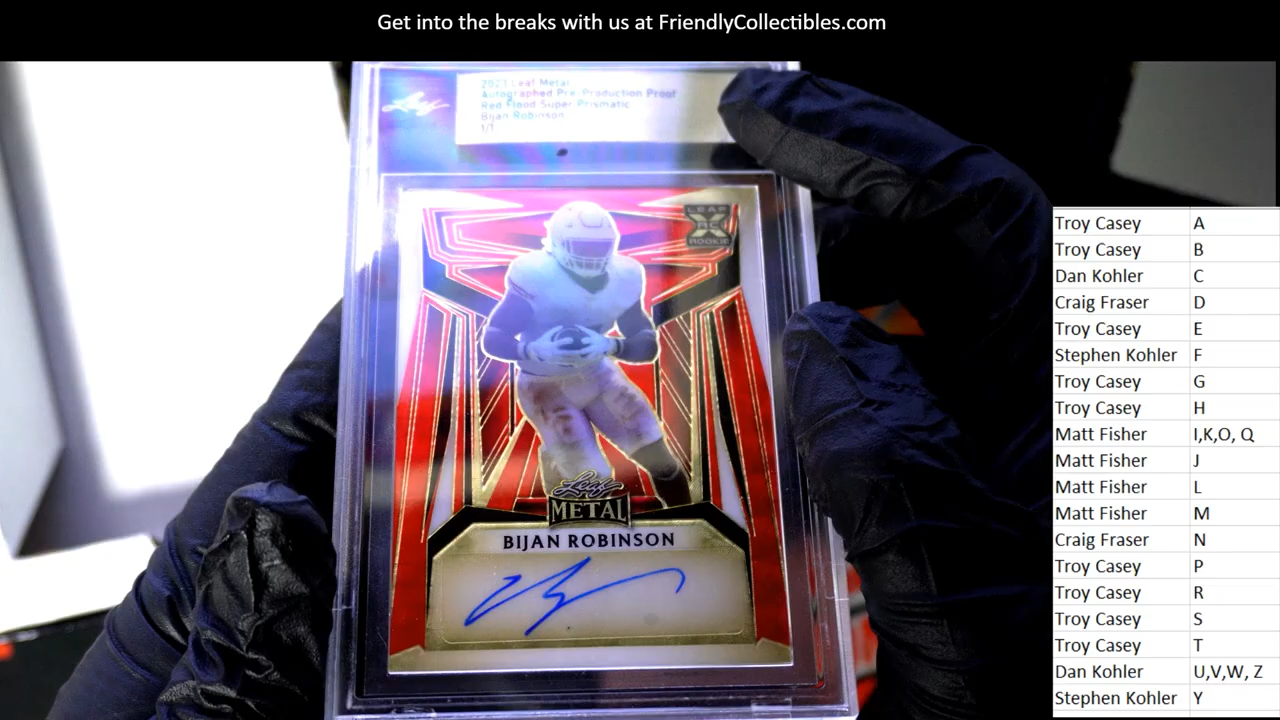 Get into the breaks with us at FriendlyCollectibles.com
Leaf
2023 Leaf Metal
Autographed Pre-Production Proof
Red Flood Super Prismatic
Bijan Robinson
1/1
LEAF
X
RC
ROOKIE
Leaf
METAL
BIJAN ROBINSON
Troy Casey A
Troy Casey B
Dan Kohler C
Craig Fraser D
Troy Casey E
Stephen Kohler F
Troy Casey G
Troy Casey H
Matt Fisher I,K,O, Q
Matt Fisher J
Matt Fisher L
Matt Fisher M
Craig Fraser N
Troy Casey P
Troy Casey R
Troy Casey S
Troy Casey T
Dan Kohler U,V,W, Z
Stephen Kohler Y